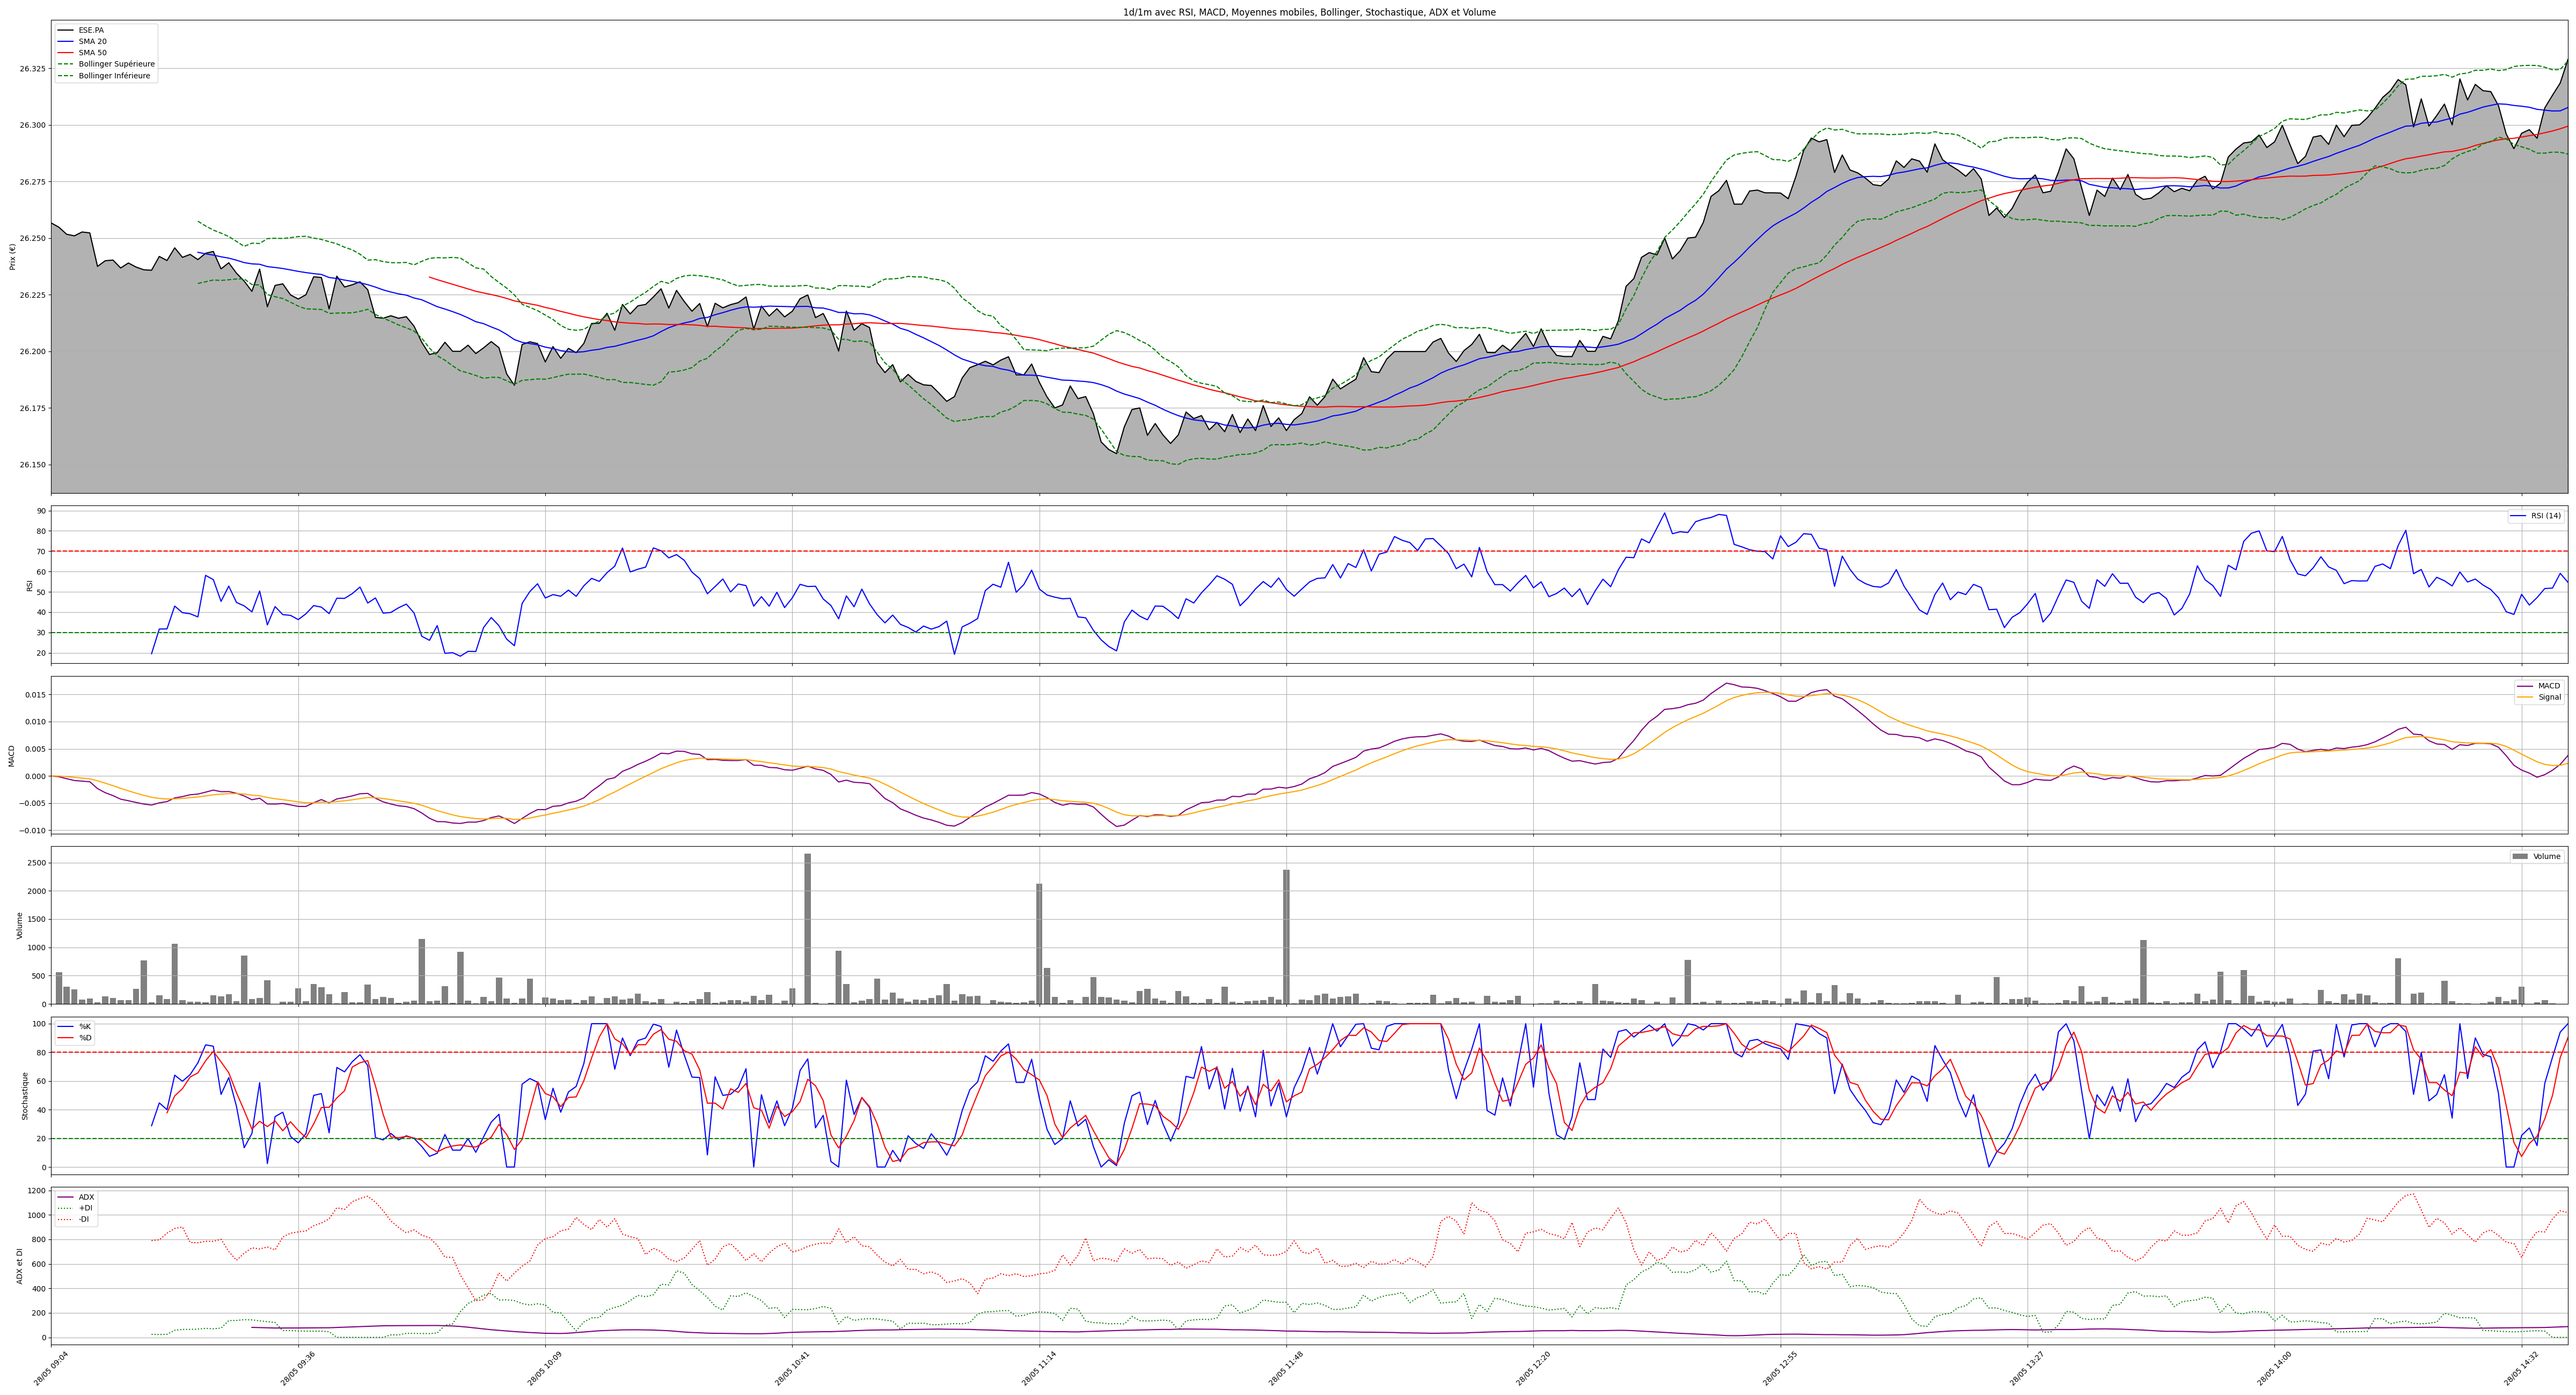 1d/1m avec RSI, MACD, Moyennes mobiles, Bollinger, Stochastique, ADX et Volume
ESE.PA
SMA 20
SMA 50
Bollinger Supérieure
Bollinger Inférieure
Prix (€)
26.325
26.300
26.275
26.250
26.225
26.200
26.175
26.150
RSI (14)
RSI
90
80
70
60
50
40
30
20
MACD
Signal
MACD
0.015
0.010
0.005
0.000
−0.005
−0.010
Volume
Volume
2500
2000
1500
1000
500
0
%K
%D
Stochastique
100
80
60
40
20
0
ADX
+DI
-DI
ADX et DI
1200
1000
800
600
400
200
0
28/05 09:04
28/05 09:36
28/05 10:09
28/05 10:41
28/05 11:14
28/05 11:48
28/05 12:20
28/05 12:55
28/05 13:27
28/05 14:00
28/05 14:32